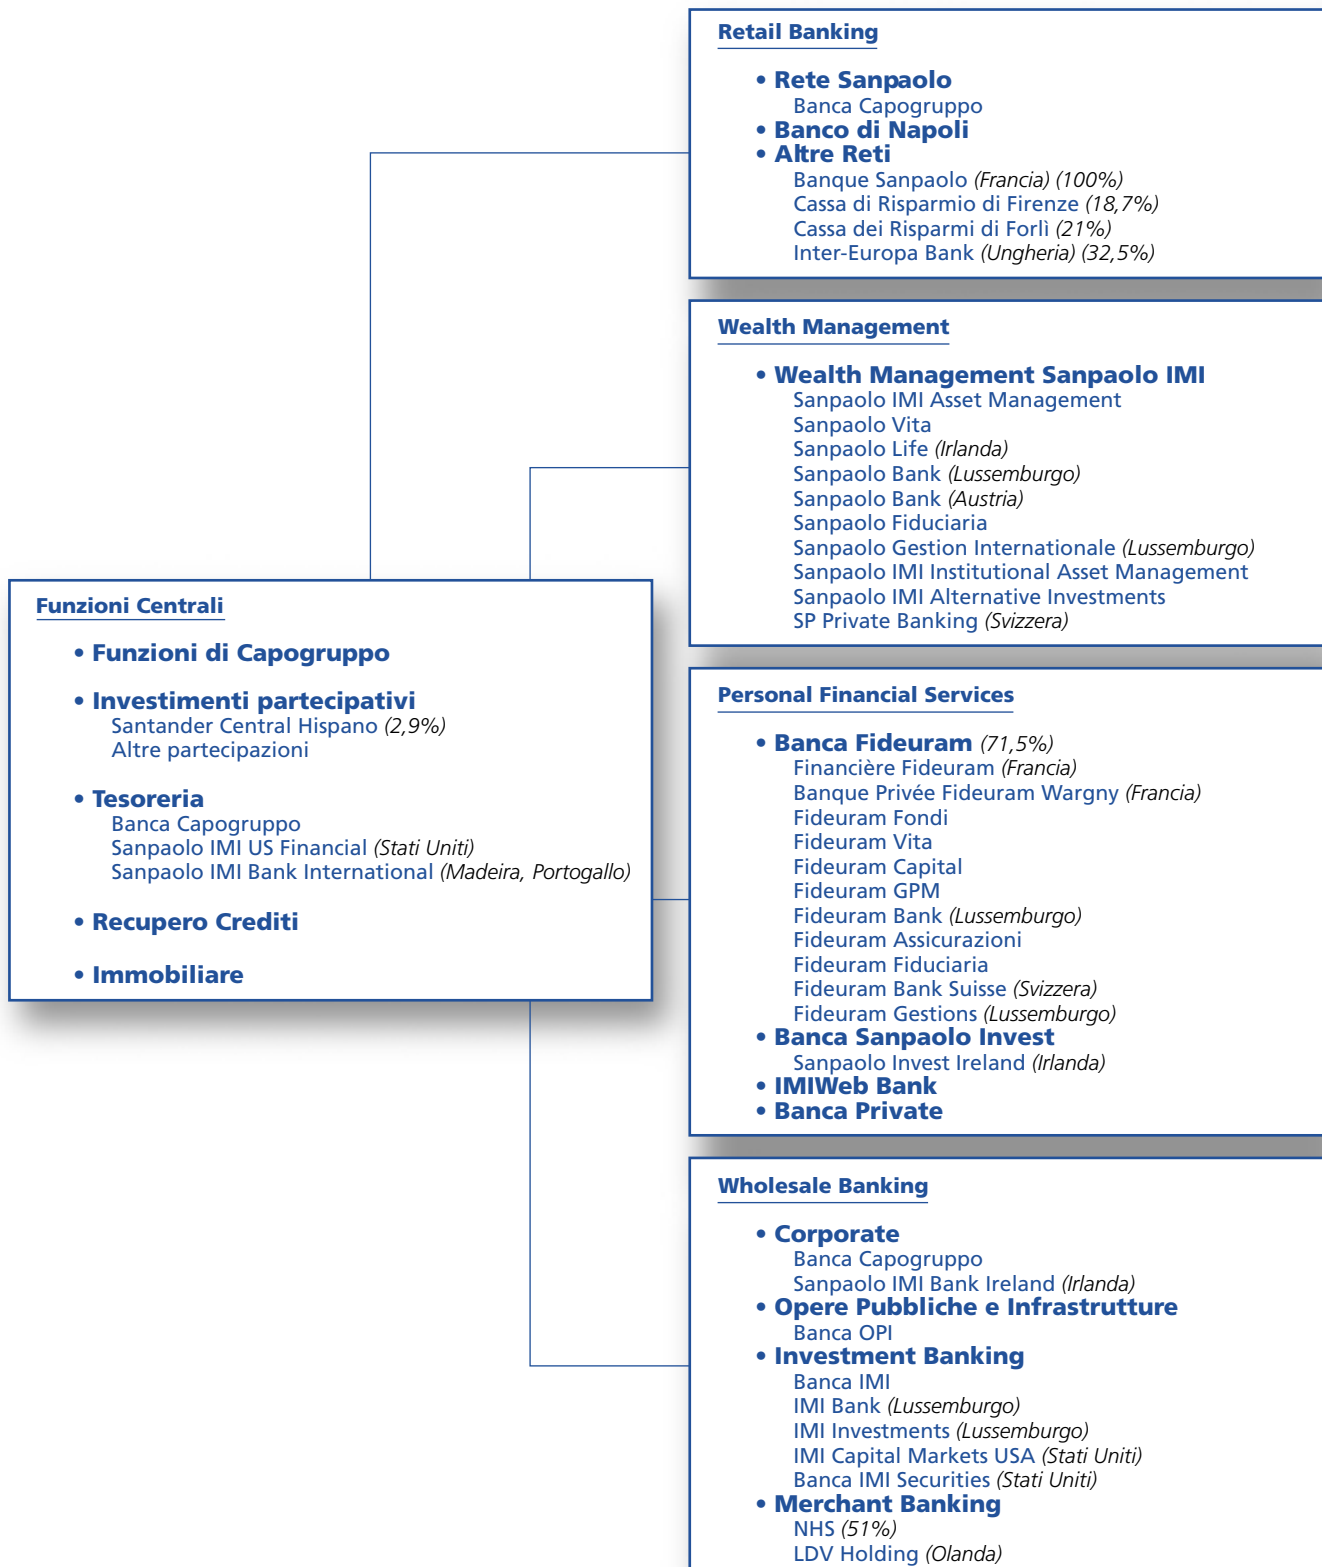 Retail Banking
• Rete Sanpaolo
Banca Capogruppo
• Banco di Napoli
• Altre Reti
Banque Sanpaolo (Francia) (100%)
Cassa di Risparmio di Firenze (18,7%)
Cassa dei Risparmi di Forlì (21%)
Inter-Europa Bank (Ungheria) (32,5%)
Wealth Management
• Wealth Management Sanpaolo IMI
Sanpaolo IMI Asset Management
Sanpaolo Vita
Sanpaolo Life (Irlanda)
Sanpaolo Bank (Lussemburgo)
Sanpaolo Bank (Austria)
Sanpaolo Fiduciaria
Sanpaolo Gestion Internationale (Lussemburgo)
Sanpaolo IMI Institutional Asset Management
Sanpaolo IMI Alternative Investments
SP Private Banking (Svizzera)
Funzioni Centrali
• Funzioni di Capogruppo
• Investimenti partecipativi
Santander Central Hispano (2,9%)
Altre partecipazioni
• Tesoreria
Banca Capogruppo
Sanpaolo IMI US Financial (Stati Uniti)
Sanpaolo IMI Bank International (Madeira, Portogallo)
• Recupero Crediti
• Immobiliare
Personal Financial Services
• Banca Fideuram (71,5%)
Financière Fideuram (Francia)
Banque Privée Fideuram Wargny (Francia)
Fideuram Fondi
Fideuram Vita
Fideuram Capital
Fideuram GPM
Fideuram Bank (Lussemburgo)
Fideuram Assicurazioni
Fideuram Fiduciaria
Fideuram Bank Suisse (Svizzera)
Fideuram Gestions (Lussemburgo)
• Banca Sanpaolo Invest
Sanpaolo Invest Ireland (Irlanda)
• IMIWeb Bank
• Banca Private
Wholesale Banking
• Corporate
Banca Capogruppo
Sanpaolo IMI Bank Ireland (Irlanda)
• Opere Pubbliche e Infrastrutture
Banca OPI
• Investment Banking
Banca IMI
IMI Bank (Lussemburgo)
IMI Investments (Lussemburgo)
IMI Capital Markets USA (Stati Uniti)
Banca IMI Securities (Stati Uniti)
• Merchant Banking
NHS (51%)
LDV Holding (Olanda)